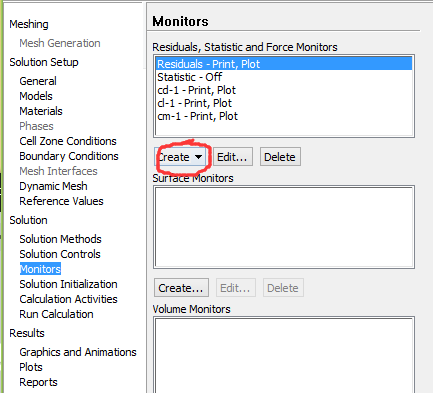 Meshing
Mesh Generation
Solution Setup
General
Models
Materials
Phases
Cell Zone Conditions
Boundary Conditions
Mesh Interfaces
Dynamic Mesh
Reference Values
Solution
Solution Methods
Solution Controls
Monitors
Solution Initialization
Calculation Activities
Run Calculation
Results
Graphics and Animations
Plots
Reports
Monitors
Residuals, Statistic and Force Monitors
Residuals - Print, Plot
Statistic - Off
cd-1 - Print, Plot
cl-1 - Print, Plot
cm-1 - Print, Plot
Create Edit... Delete
Surface Monitors
Create... Edit... Delete
Volume Monitors